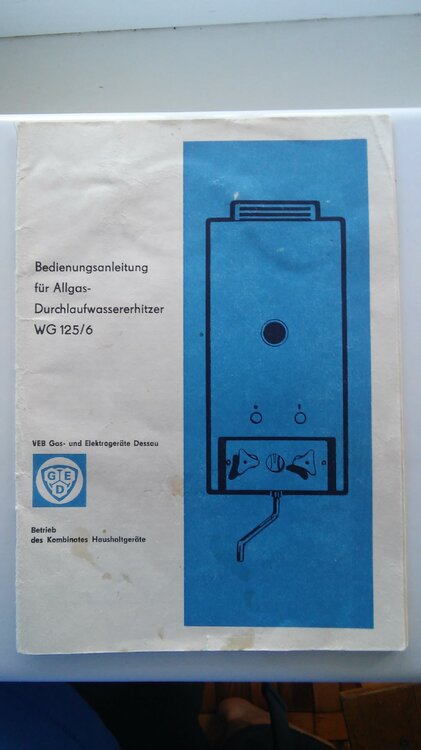 Bedienungsanleitung
für Allgas-
Durchlaufwassererhitzer
WG 125/6
VEB Gas- und Elektrogeräte Dessau
GED
Betrieb
des Kombinates Haushaltgeräte